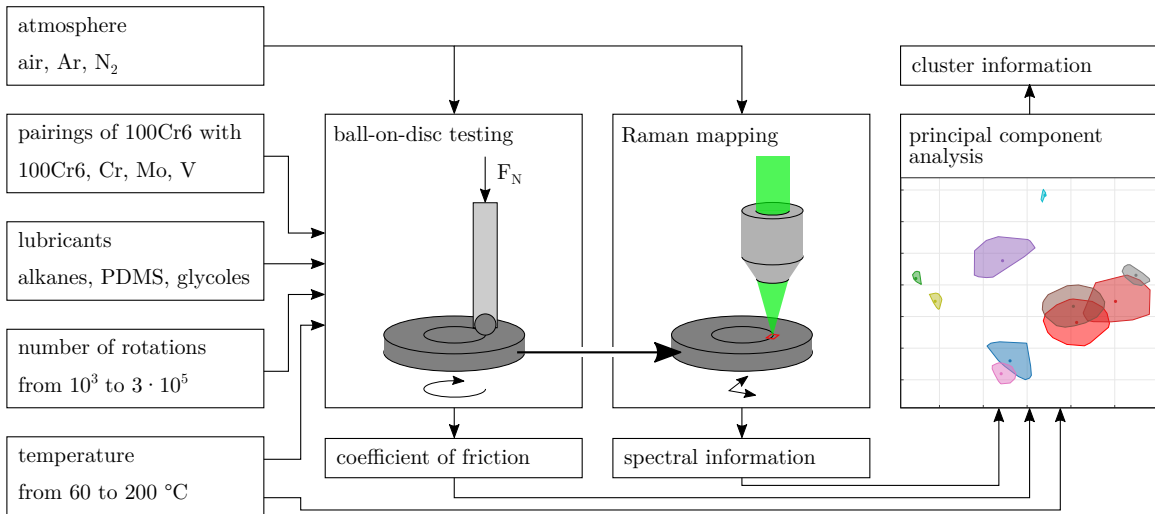 atmosphere
air, Ar, N₂
pairings of 100Cr6 with
100Cr6, Cr, Mo, V
lubricants
alkanes, PDMS, glycoles
number of rotations
from 10³ to 3 · 10⁵
temperature
from 60 to 200 °C
ball-on-disc testing
F_N
coefficient of friction
Raman mapping
spectral information
cluster information
principal component
analysis